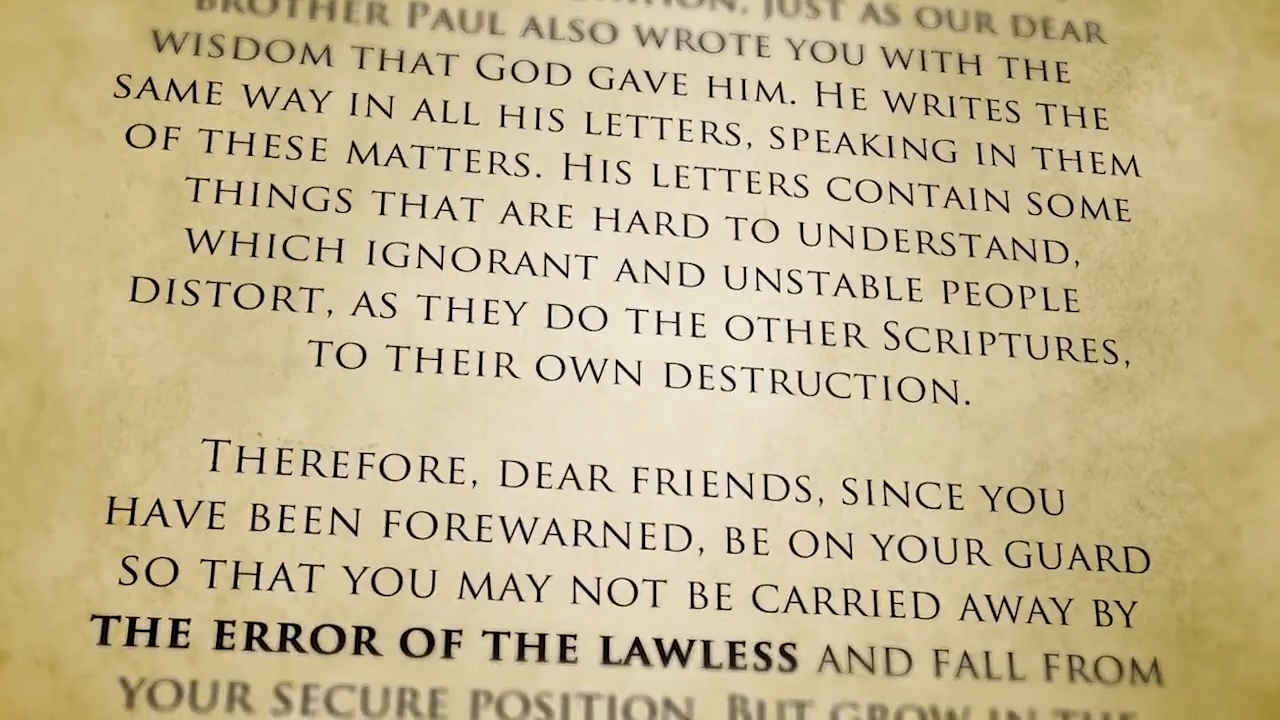 JUST AS OUR DEAR
BROTHER PAUL ALSO WROTE YOU WITH THE
WISDOM THAT GOD GAVE HIM. HE WRITES THE
SAME WAY IN ALL HIS LETTERS, SPEAKING IN THEM
OF THESE MATTERS. HIS LETTERS CONTAIN SOME
THINGS THAT ARE HARD TO UNDERSTAND,
WHICH IGNORANT AND UNSTABLE PEOPLE
DISTORT, AS THEY DO THE OTHER SCRIPTURES,
TO THEIR OWN DESTRUCTION.
THEREFORE, DEAR FRIENDS, SINCE YOU
HAVE BEEN FOREWARNED, BE ON YOUR GUARD
SO THAT YOU MAY NOT BE CARRIED AWAY BY
THE ERROR OF THE LAWLESS AND FALL FROM
YOUR SECURE POSITION. BUT GROW IN THE